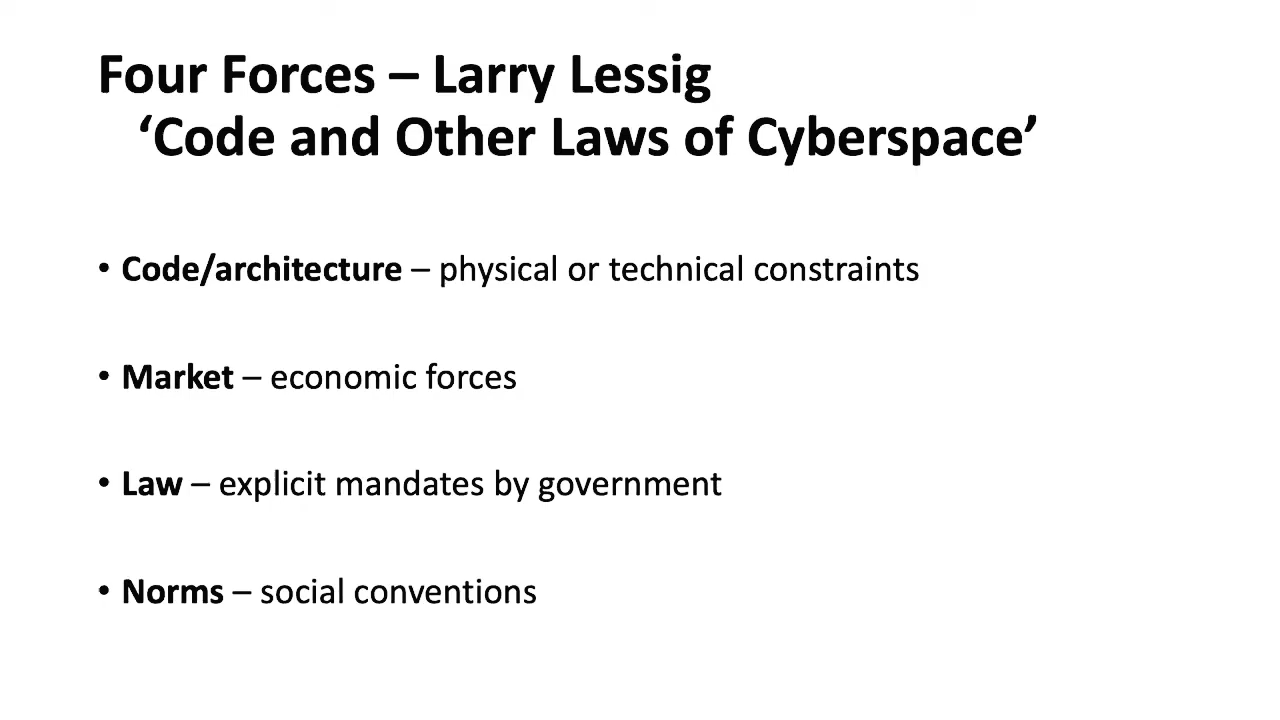 Four Forces – Larry Lessig
‘Code and Other Laws of Cyberspace’
• Code/architecture – physical or technical constraints
• Market – economic forces
• Law – explicit mandates by government
• Norms – social conventions